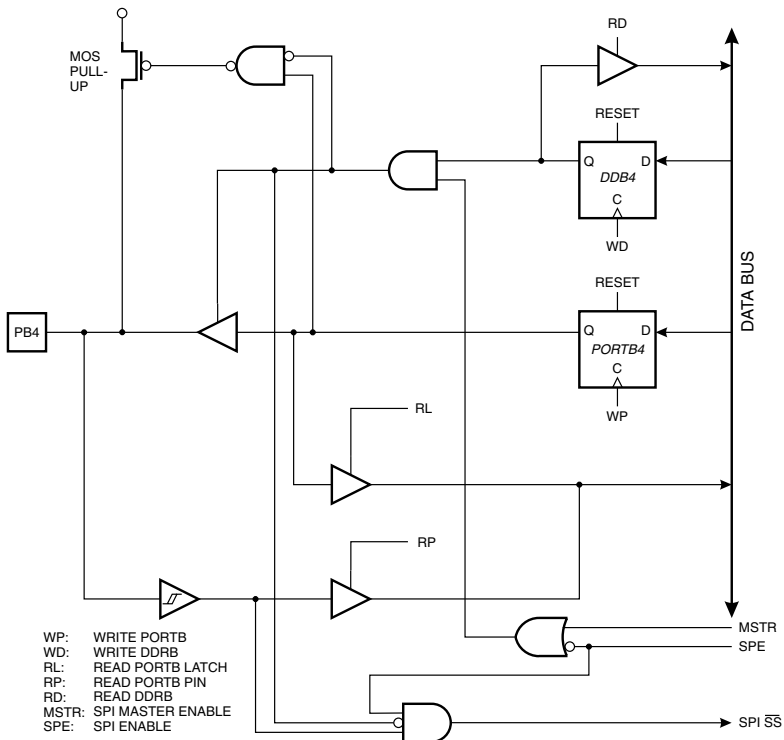 RD
MOS
PULL-
UP
RESET
Q D
DDB4
C
WD
DATA BUS
RESET
PB4
Q D
PORTB4
C
WP
RL
RP
WP: WRITE PORTB
WD: WRITE DDRB
RL: READ PORTB LATCH
RP: READ PORTB PIN
RD: READ DDRB
MSTR: SPI MASTER ENABLE
SPE: SPI ENABLE
MSTR
SPE
SPI S̅S̅